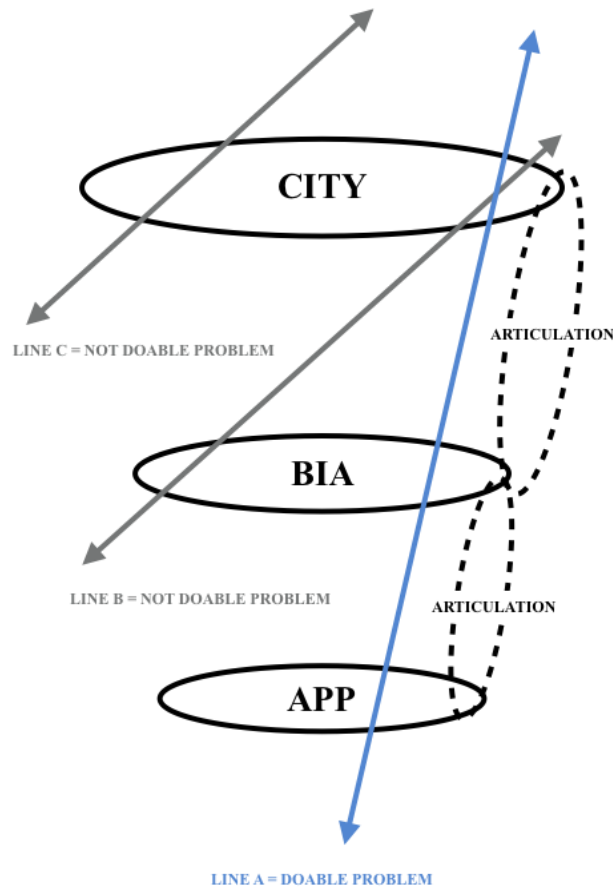 CITY
LINE C = NOT DOABLE PROBLEM
ARTICULATION
BIA
LINE B = NOT DOABLE PROBLEM
ARTICULATION
APP
LINE A = DOABLE PROBLEM